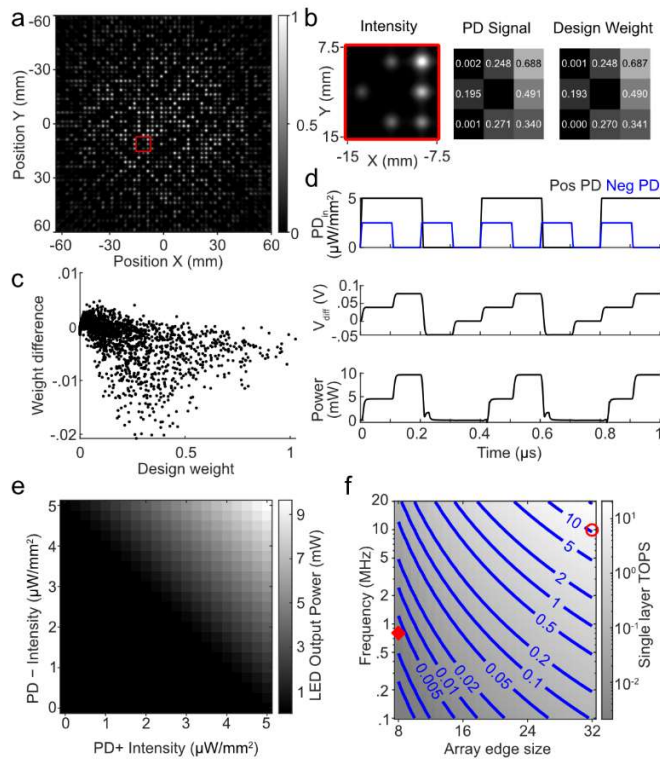 a
-60
-30
0
30
60
Position Y (mm)
-60 -30 0 30 60
Position X (mm)
1
0.5
0
b
Intensity PD Signal Design Weight
7.5
15
Y (mm)
-15 -7.5
X (mm)
0.002 0.248 0.688
0.195 0.491
0.001 0.271 0.340
0.001 0.248 0.687
0.193 0.490
0.000 0.270 0.341
c
.01
0
-.01
-.02
Weight difference
0 0.5 1
Design weight
d
Pos PD Neg PD
5
0
PDin
(µW/mm²)
0.1
0.05
0
-.05
Vdiff (V)
10
5
0
Power
(mW)
0 0.2 0.4 0.6 0.8 1
Time (µs)
e
5
4
3
2
1
0
PD – Intensity (µW/mm²)
0 1 2 3 4 5
PD+ Intensity (µW/mm²)
9
7
5
3
1
LED Output Power (mW)
f
20
10
5
2
1
.5
.2
.1
Frequency (MHz)
8 16 24 32
Array edge size
10
5
2
1
0.5
0.2
0.1
0.05
0.02
0.01
0.005
10¹
10⁰
10⁻¹
10⁻²
Single layer TOPS